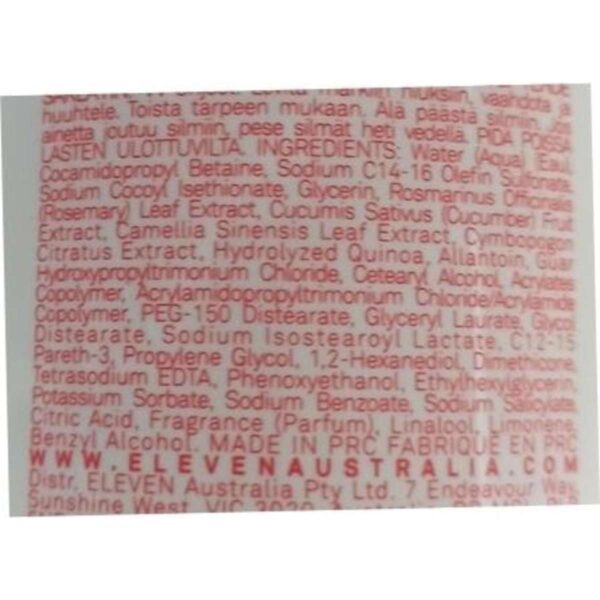 huuhtele. Toista tarpeen mukaan. Älä päästä silmiin,
ainetta joutuu silmiin, pese silmät heti vedellä. PIDÄ POISSA
LASTEN ULOTTUVILTA. INGREDIENTS: Water (Aqua, Eau),
Cocamidopropyl Betaine, Sodium C14-16 Olefin Sulfonate,
Sodium Cocoyl Isethionate, Glycerin, Rosmarinus Officinalis
(Rosemary) Leaf Extract, Cucumis Sativus (Cucumber) Fruit
Extract, Camellia Sinensis Leaf Extract, Cymbopogon
Citratus Extract, Hydrolyzed Quinoa, Allantoin, Guar
Hydroxypropyltrimonium Chloride, Cetearyl Alcohol, Acrylates
Copolymer, Acrylamidopropyltrimonium Chloride/Acrylamide
Copolymer, PEG-150 Distearate, Glyceryl Laurate, Glycol
Distearate, Sodium Isostearoyl Lactate, C12-15
Pareth-3, Propylene Glycol, 1,2-Hexanediol, Dimethicone,
Tetrasodium EDTA, Phenoxyethanol, Ethylhexylglycerin,
Potassium Sorbate, Sodium Benzoate, Sodium Salicylate,
Citric Acid, Fragrance (Parfum), Linalool, Limonene,
Benzyl Alcohol. MADE IN PRC FABRIQUÉ EN PRC
WWW.ELEVENAUSTRALIA.COM
Distr. ELEVEN Australia Pty Ltd. 7 Endeavour Way,
Sunshine West, VIC 3020